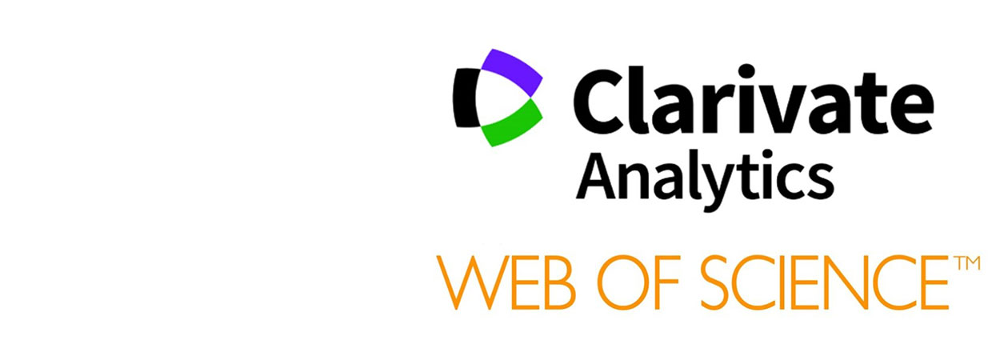 Clarivate
Analytics
WEB OF SCIENCE™